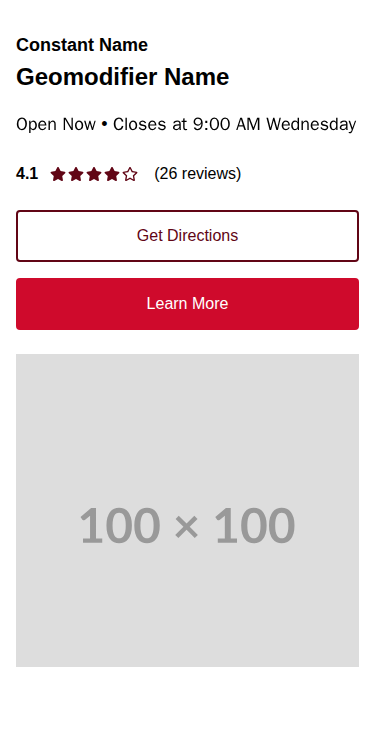 Constant Name
Geomodifier Name
Open Now • Closes at 9:00 AM Wednesday
4.1 (26 reviews)
Get Directions
Learn More
100 × 100